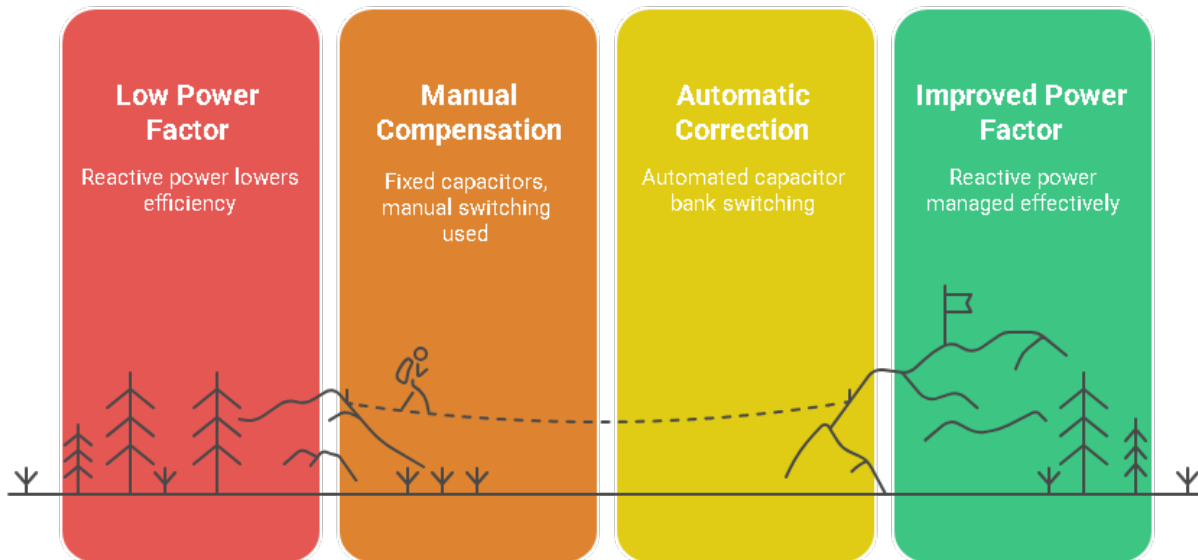 Low Power
Factor
Reactive power lowers
efficiency
Manual
Compensation
Fixed capacitors,
manual switching
used
Automatic
Correction
Automated capacitor
bank switching
Improved Power
Factor
Reactive power
managed effectively